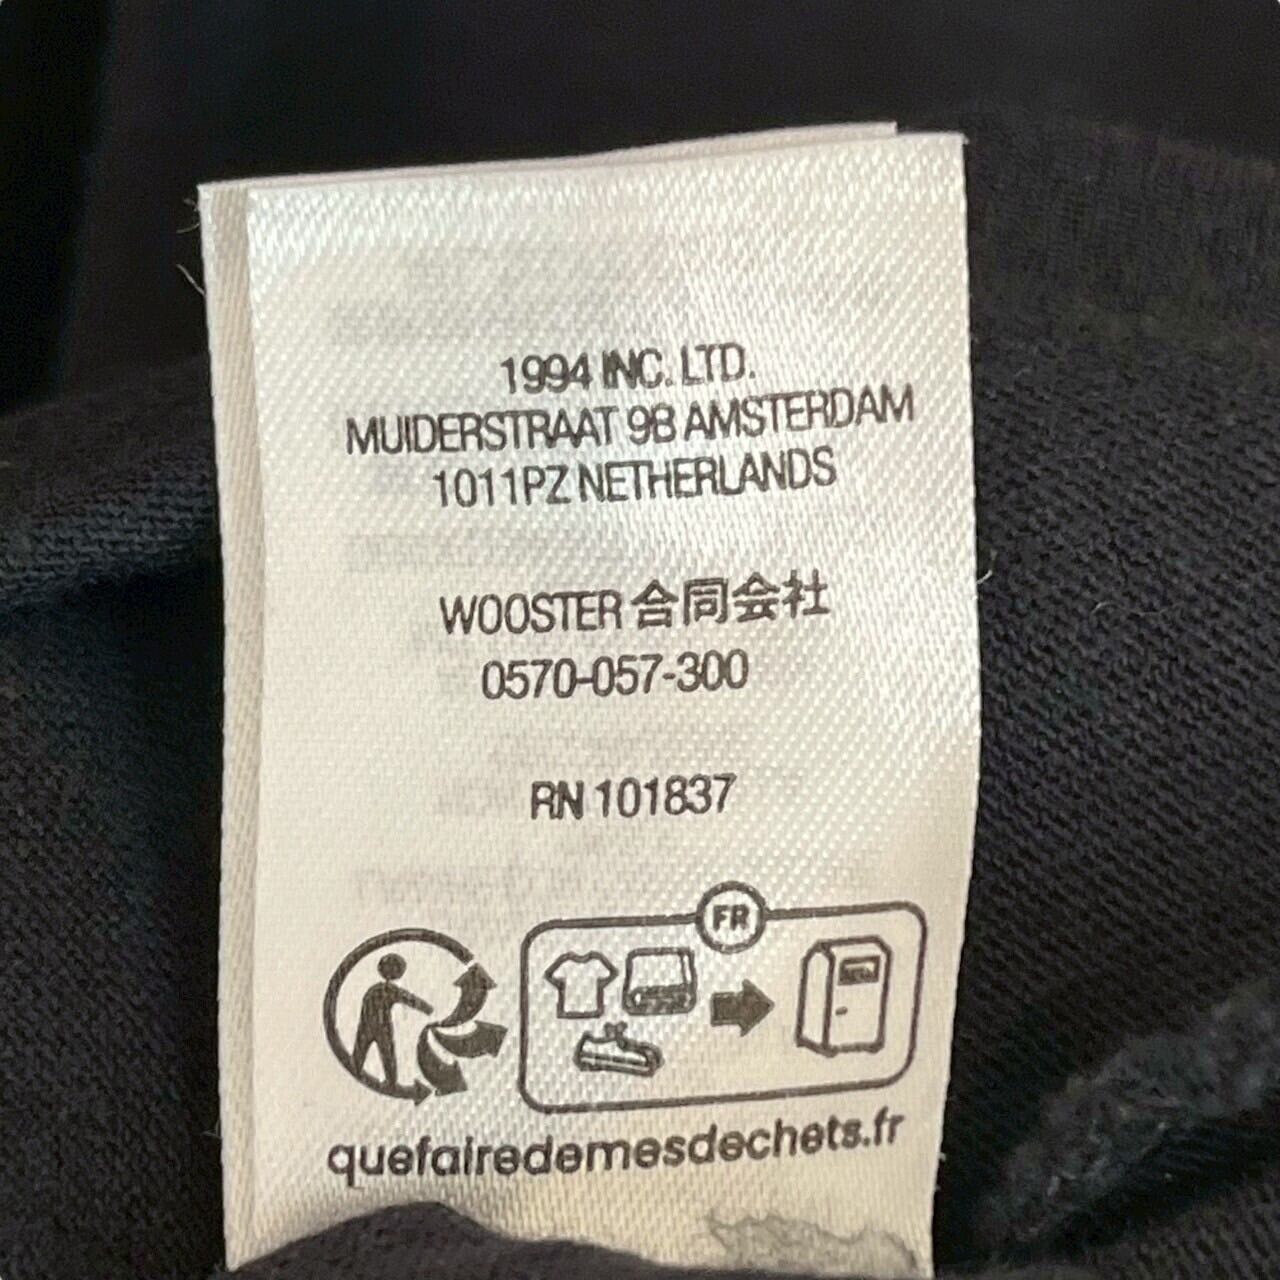 1994 INC. LTD.
MUIDERSTRAAT 9B AMSTERDAM
1011PZ NETHERLANDS
WOOSTER 合同会社
0570-057-300
RN 101837
FR
quefairedemesdechets.fr